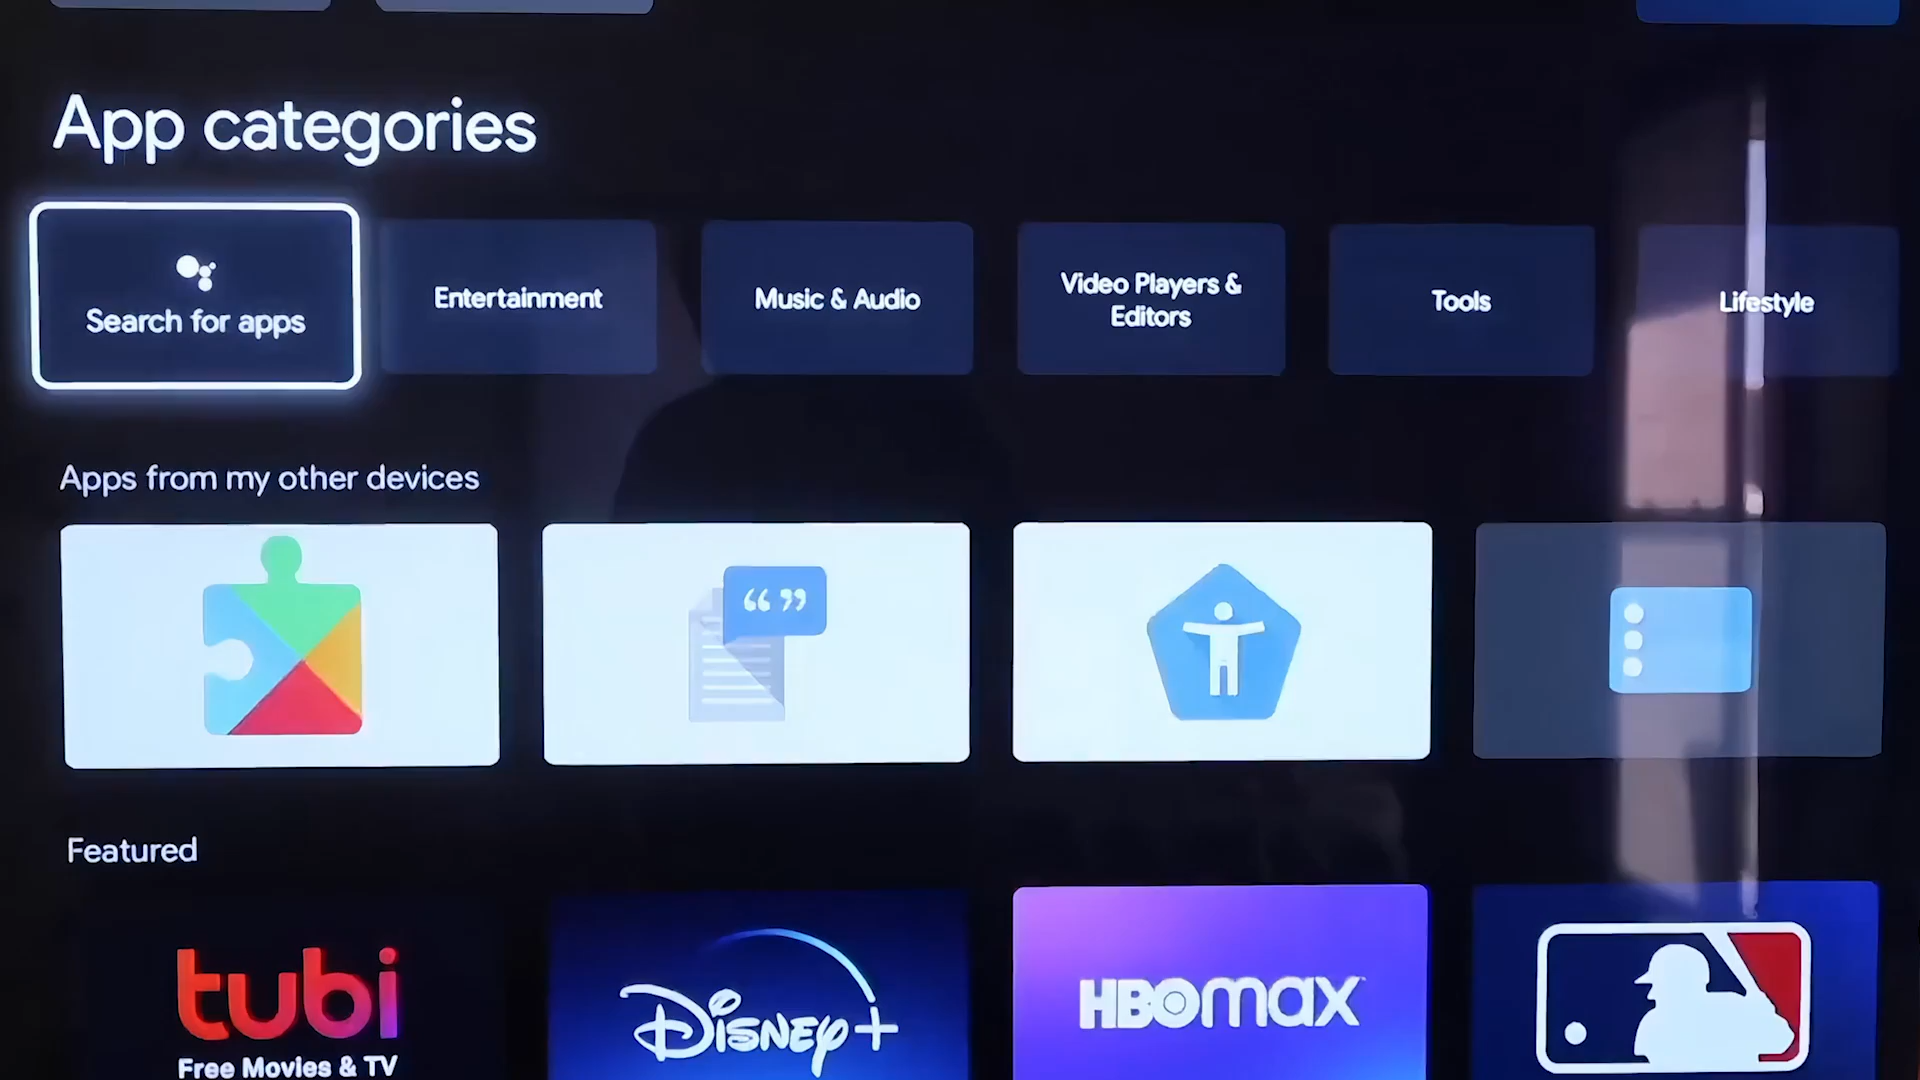 App categories
Search for apps
Entertainment
Music & Audio
Video Players &
Editors
Tools
Lifestyle
Apps from my other devices
“ ”
Featured
tubi
Free Movies & TV
Disney+
HBOmax